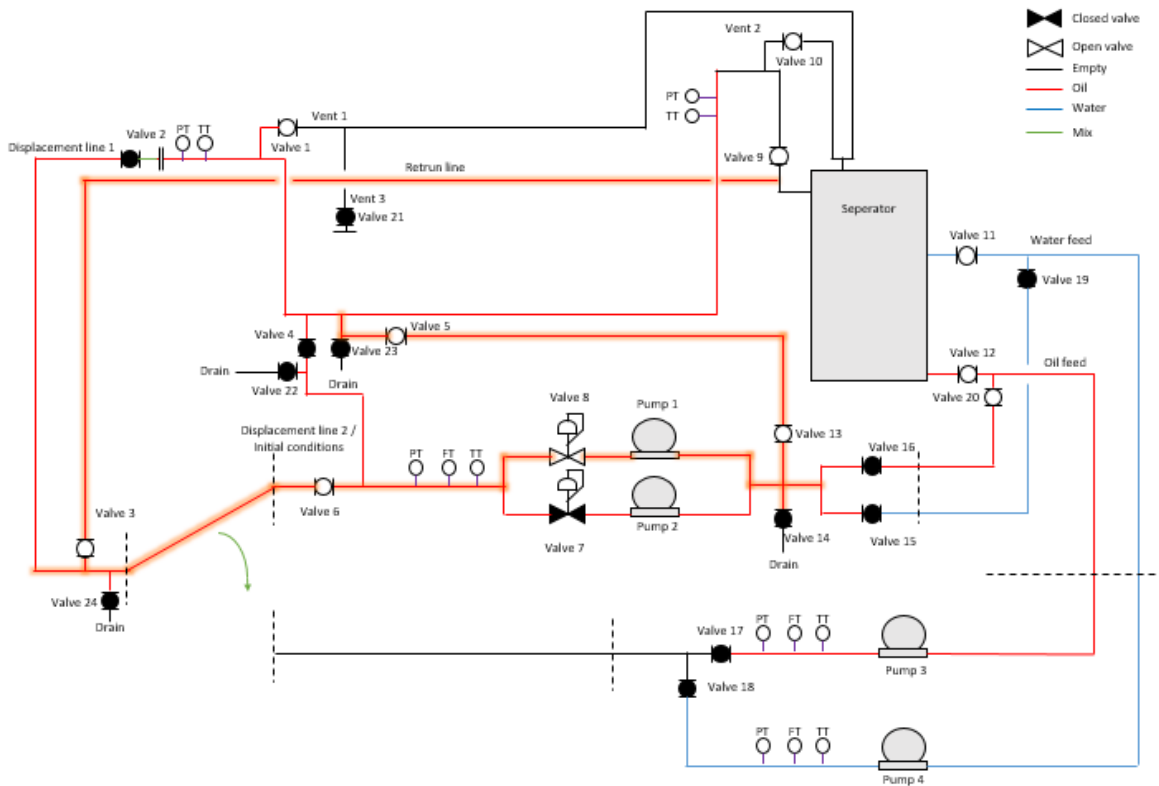 Closed valve
Open valve
Empty
Oil
Water
Mix
Vent 2
Valve 10
PT
TT
Vent 1
Valve 1
Displacement line 1
Valve 2
PT
TT
Valve 9
Retrun line
Seperator
Vent 3
Valve 21
Valve 11
Water feed
Valve 19
Valve 4
Valve 5
Valve 23
Drain
Valve 22
Drain
Valve 12
Oil feed
Valve 20
Valve 8
Pump 1
Displacement line 2 /
Initial conditions
Valve 13
Valve 16
PT
FT
TT
Valve 6
Pump 2
Valve 7
Valve 14
Drain
Valve 15
Valve 3
Valve 24
Drain
Valve 17
PT
FT
TT
Pump 3
Valve 18
PT
FT
TT
Pump 4